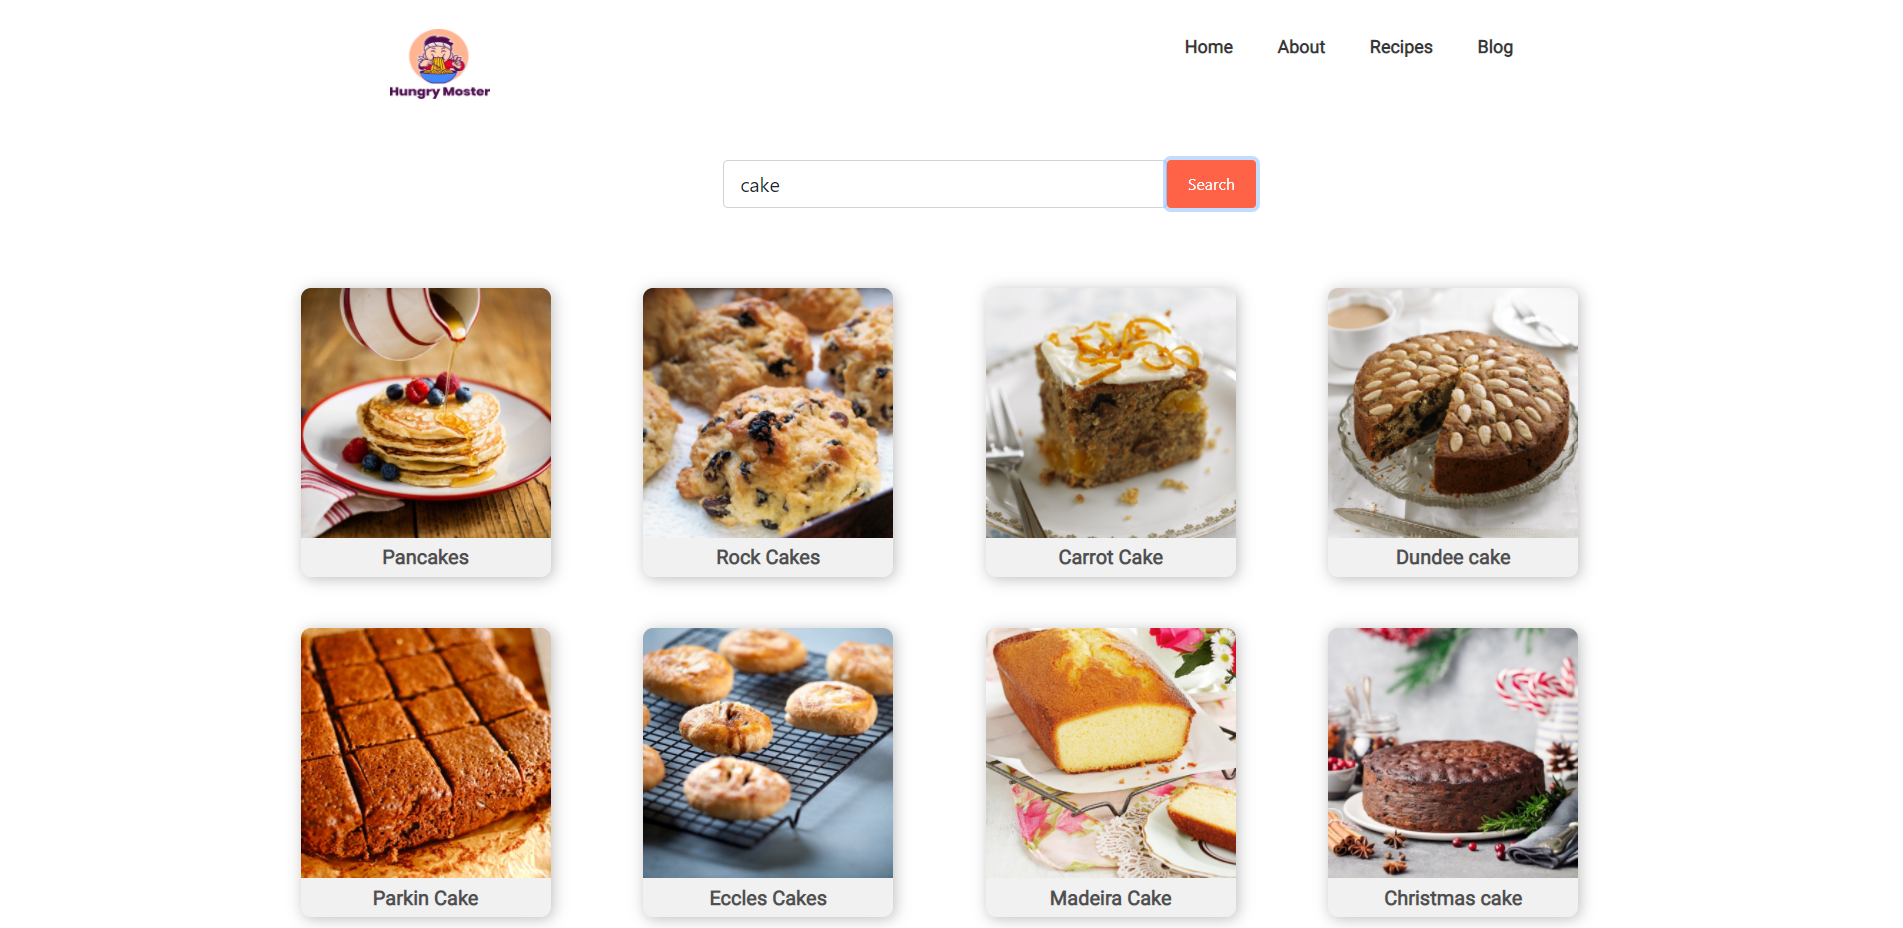 Hungry Moster
Home About Recipes Blog
cake Search
Pancakes Rock Cakes Carrot Cake Dundee cake
Parkin Cake Eccles Cakes Madeira Cake Christmas cake